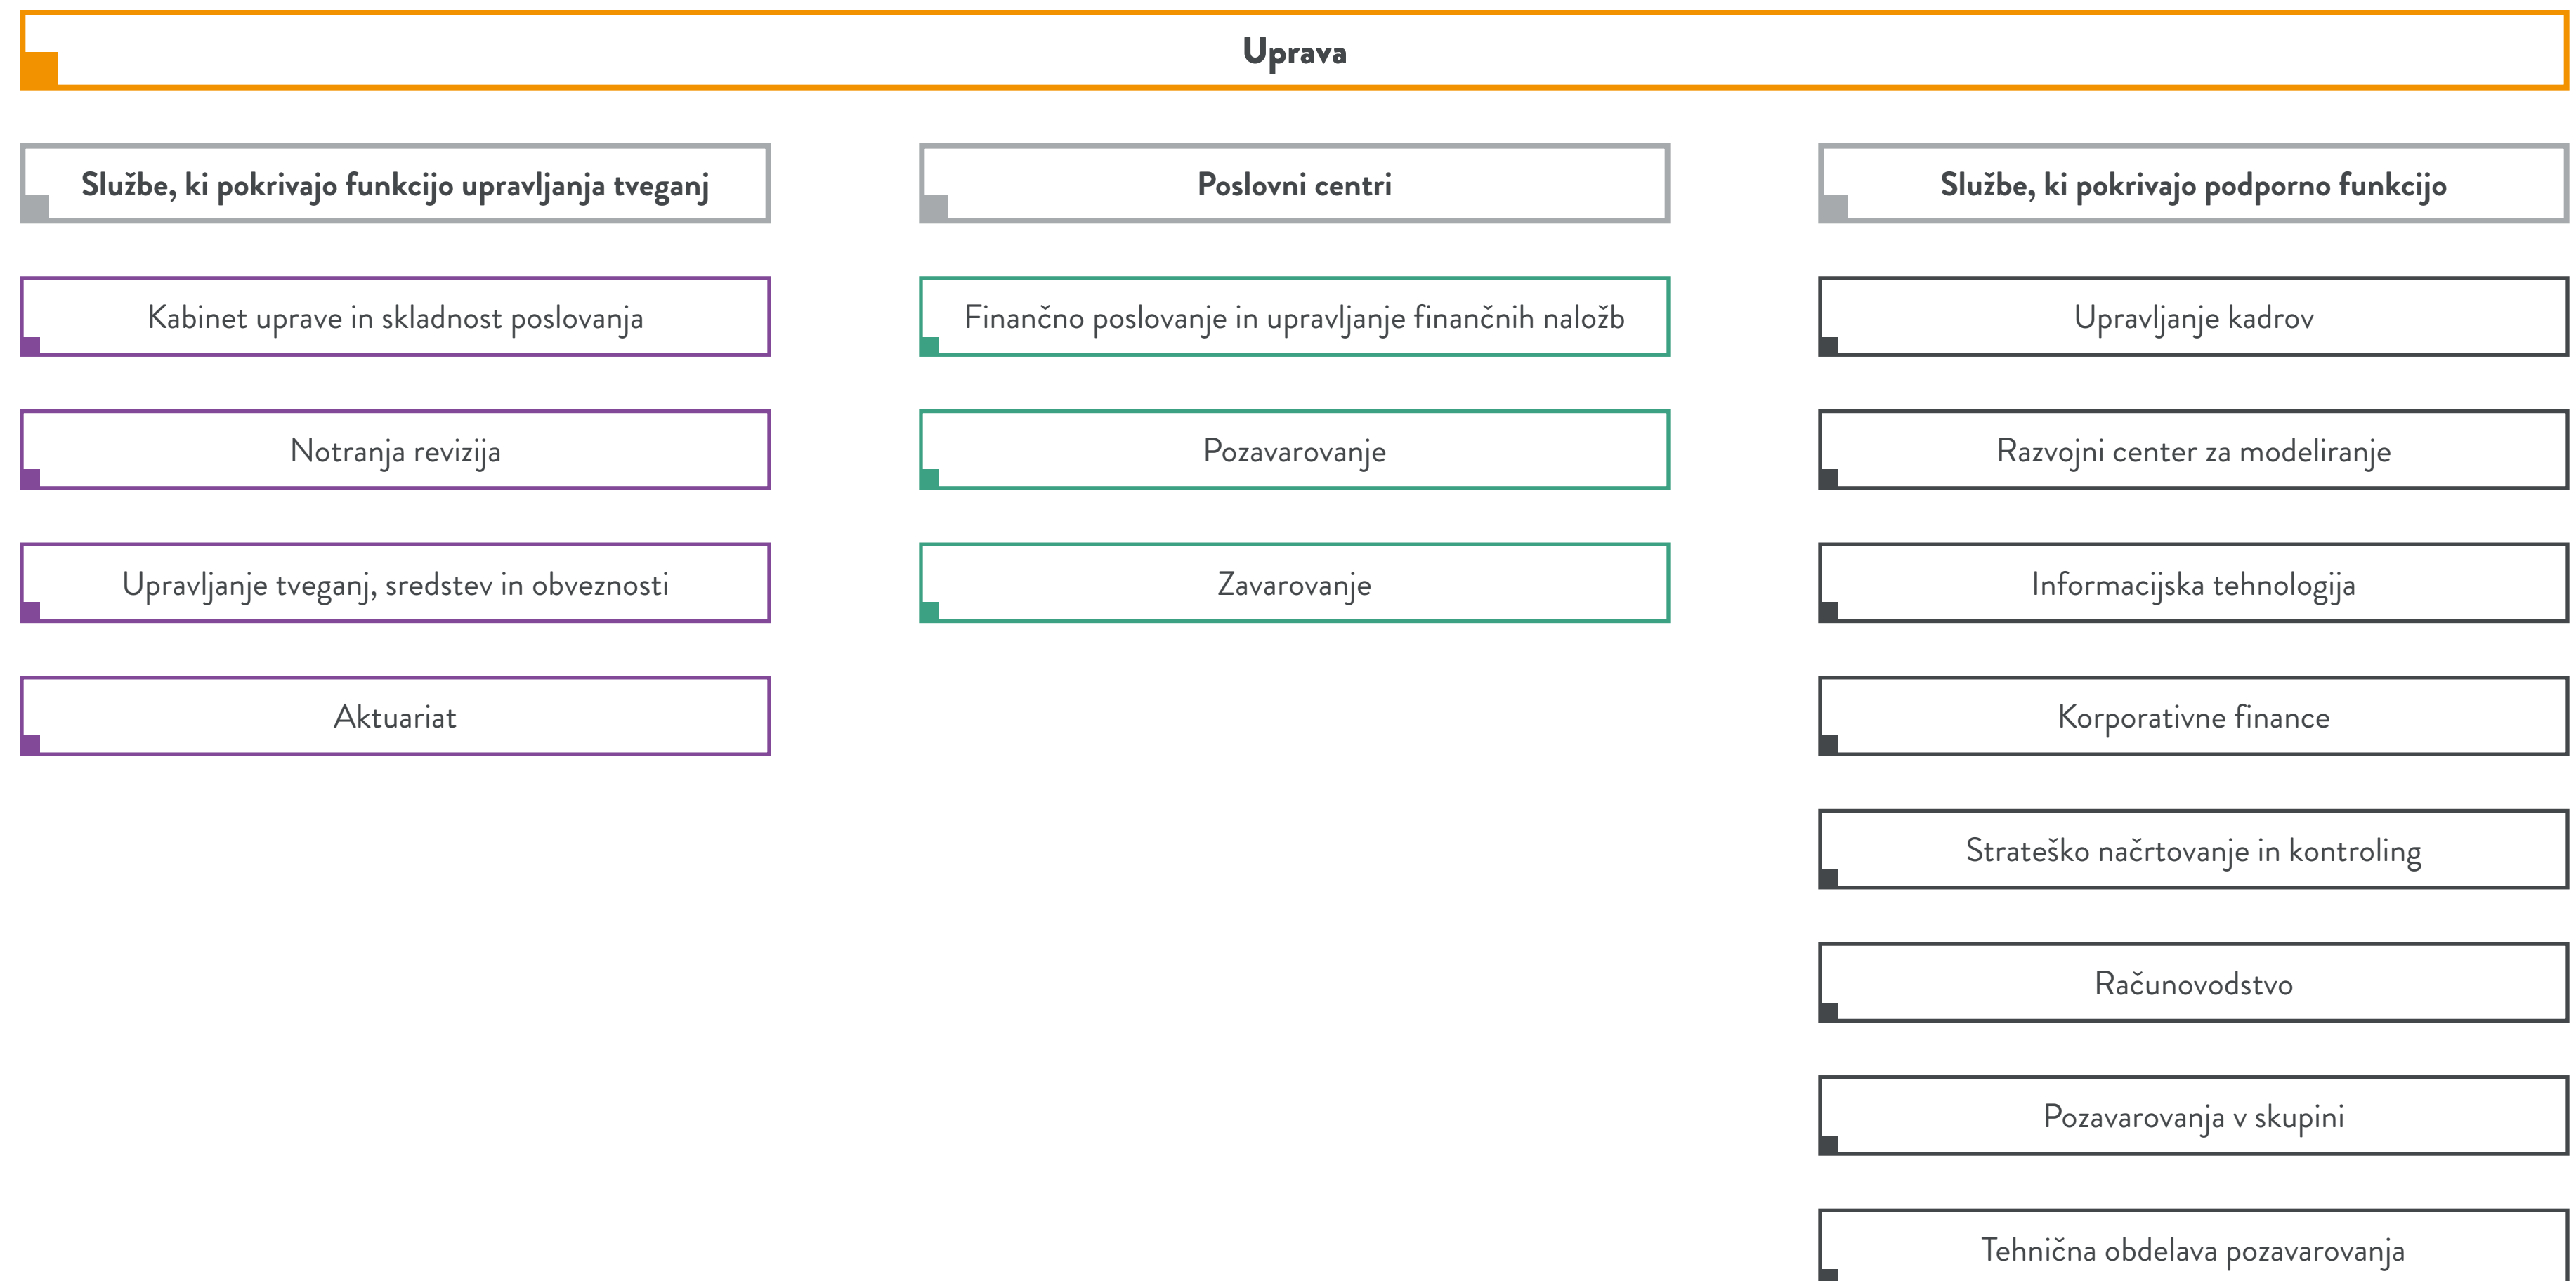 Uprava
Službe, ki pokrivajo funkcijo upravljanja tveganj
Kabinet uprave in skladnost poslovanja
Notranja revizija
Upravljanje tveganj, sredstev in obveznosti
Aktuariat
Poslovni centri
Finančno poslovanje in upravljanje finančnih naložb
Pozavarovanje
Zavarovanje
Službe, ki pokrivajo podporno funkcijo
Upravljanje kadrov
Razvojni center za modeliranje
Informacijska tehnologija
Korporativne finance
Strateško načrtovanje in kontroling
Računovodstvo
Pozavarovanja v skupini
Tehnična obdelava pozavarovanja